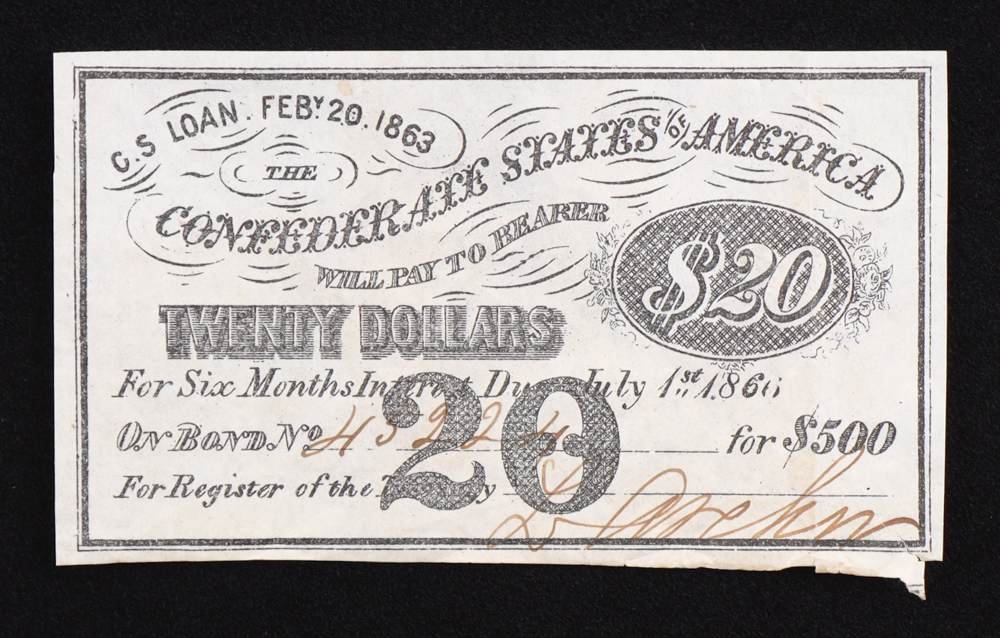 C.S LOAN. FEBY. 20. 1863
THE
CONFEDERATE STATES OF AMERICA
WILL PAY TO BEARER
$20
TWENTY DOLLARS
For Six Months Interest Due July 1st. 1866
20
ON BOND No 43224 for $500
For Register of the Treasury